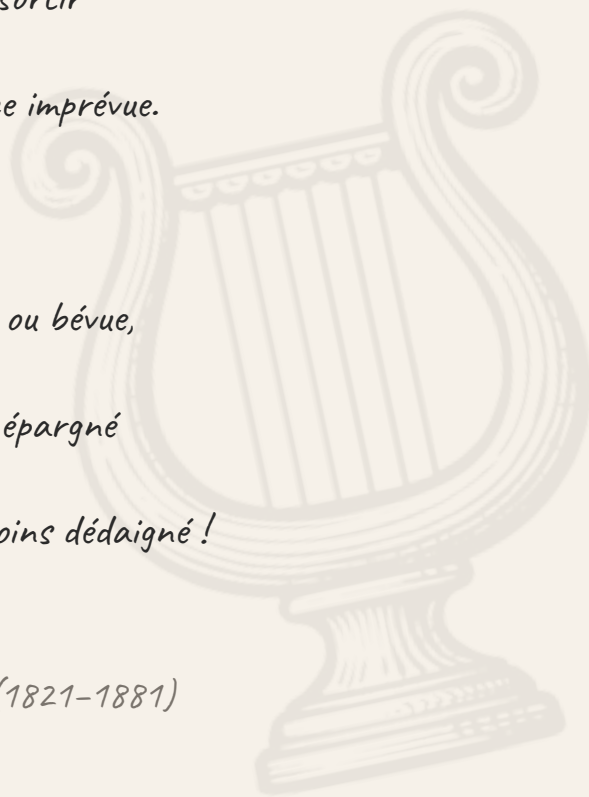 sortir
e imprévue.
ou bévue,
épargné
oins dédaigné !
(1821–1881)